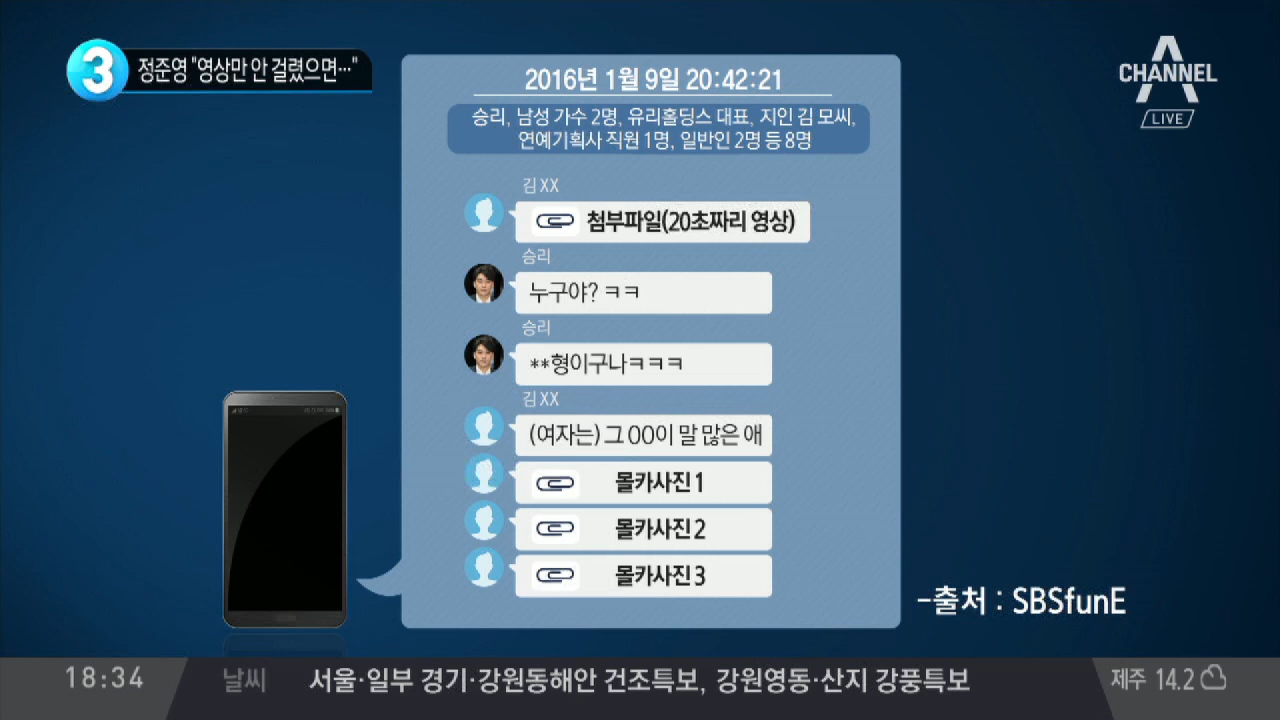 3 정준영 "영상만 안 걸렸으면…"
CHANNEL A
LIVE
2016년 1월 9일 20:42:21
승리, 남성 가수 2명, 유리홀딩스 대표, 지인 김 모씨,
연예기획사 직원 1명, 일반인 2명 등 8명
김XX
첨부파일(20초짜리 영상)
승리
누구야? ㅋㅋ
승리
**형이구나ㅋㅋㅋ
김XX
(여자는) 그 OO이 말 많은 애
몰카사진 1
몰카사진 2
몰카사진 3
-출처 : SBSfunE
18:34 날씨 서울·일부 경기·강원동해안 건조특보, 강원영동·산지 강풍특보 제주 14.2